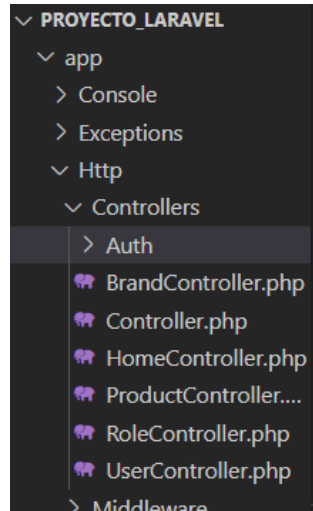 PROYECTO_LARAVEL
app
Console
Exceptions
Http
Controllers
Auth
BrandController.php
Controller.php
HomeController.php
ProductController....
RoleController.php
UserController.php
Middleware